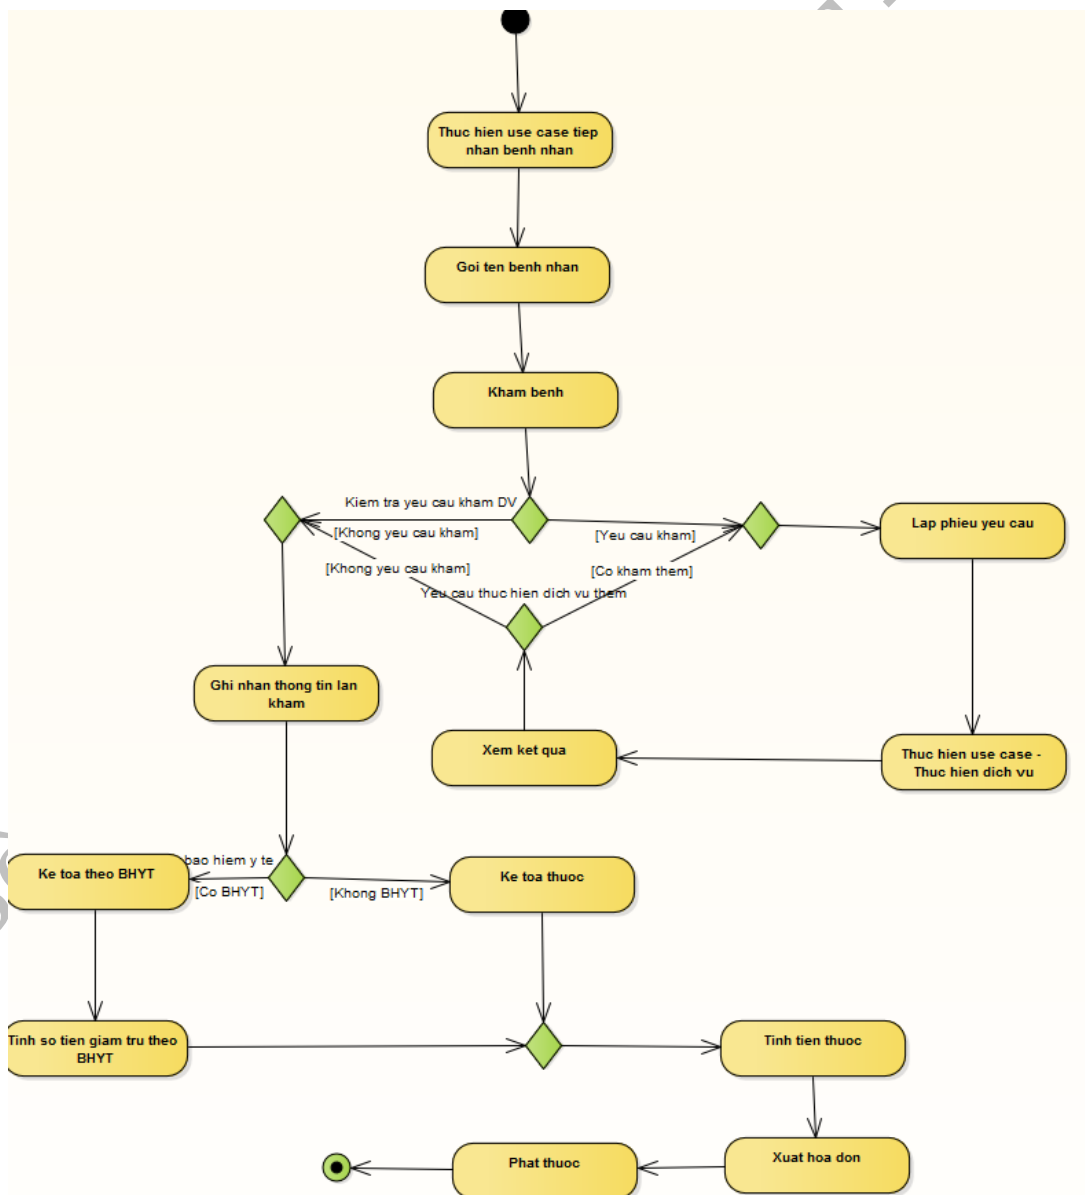 Thuc hien use case tiep
nhan benh nhan
Goi ten benh nhan
Kham benh
Kiem tra yeu cau kham DV
[Khong yeu cau kham]
[Yeu cau kham]
Lap phieu yeu cau
[Khong yeu cau kham]
[Co kham them]
Yeu cau thuc hien dich vu them
Ghi nhan thong tin lan
kham
Xem ket qua
Thuc hien use case -
Thuc hien dich vu
bao hiem y te
Ke toa theo BHYT
[Co BHYT]
[Khong BHYT]
Ke toa thuoc
Tinh so tien giam tru theo
BHYT
Tinh tien thuoc
Phat thuoc
Xuat hoa don